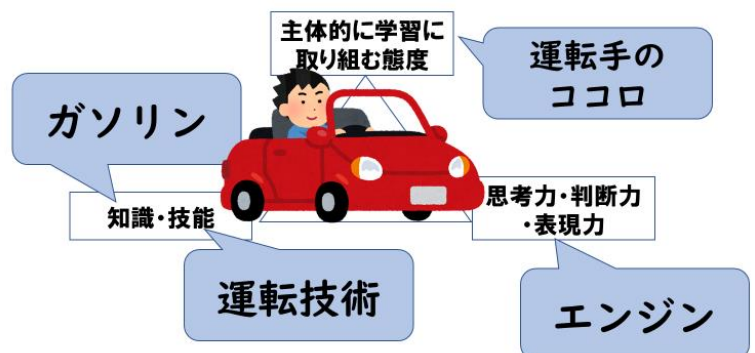 主体的に学習に
取り組む態度
運転手の
ココロ
ガソリン
知識・技能
思考力・判断力
・表現力
運転技術
エンジン